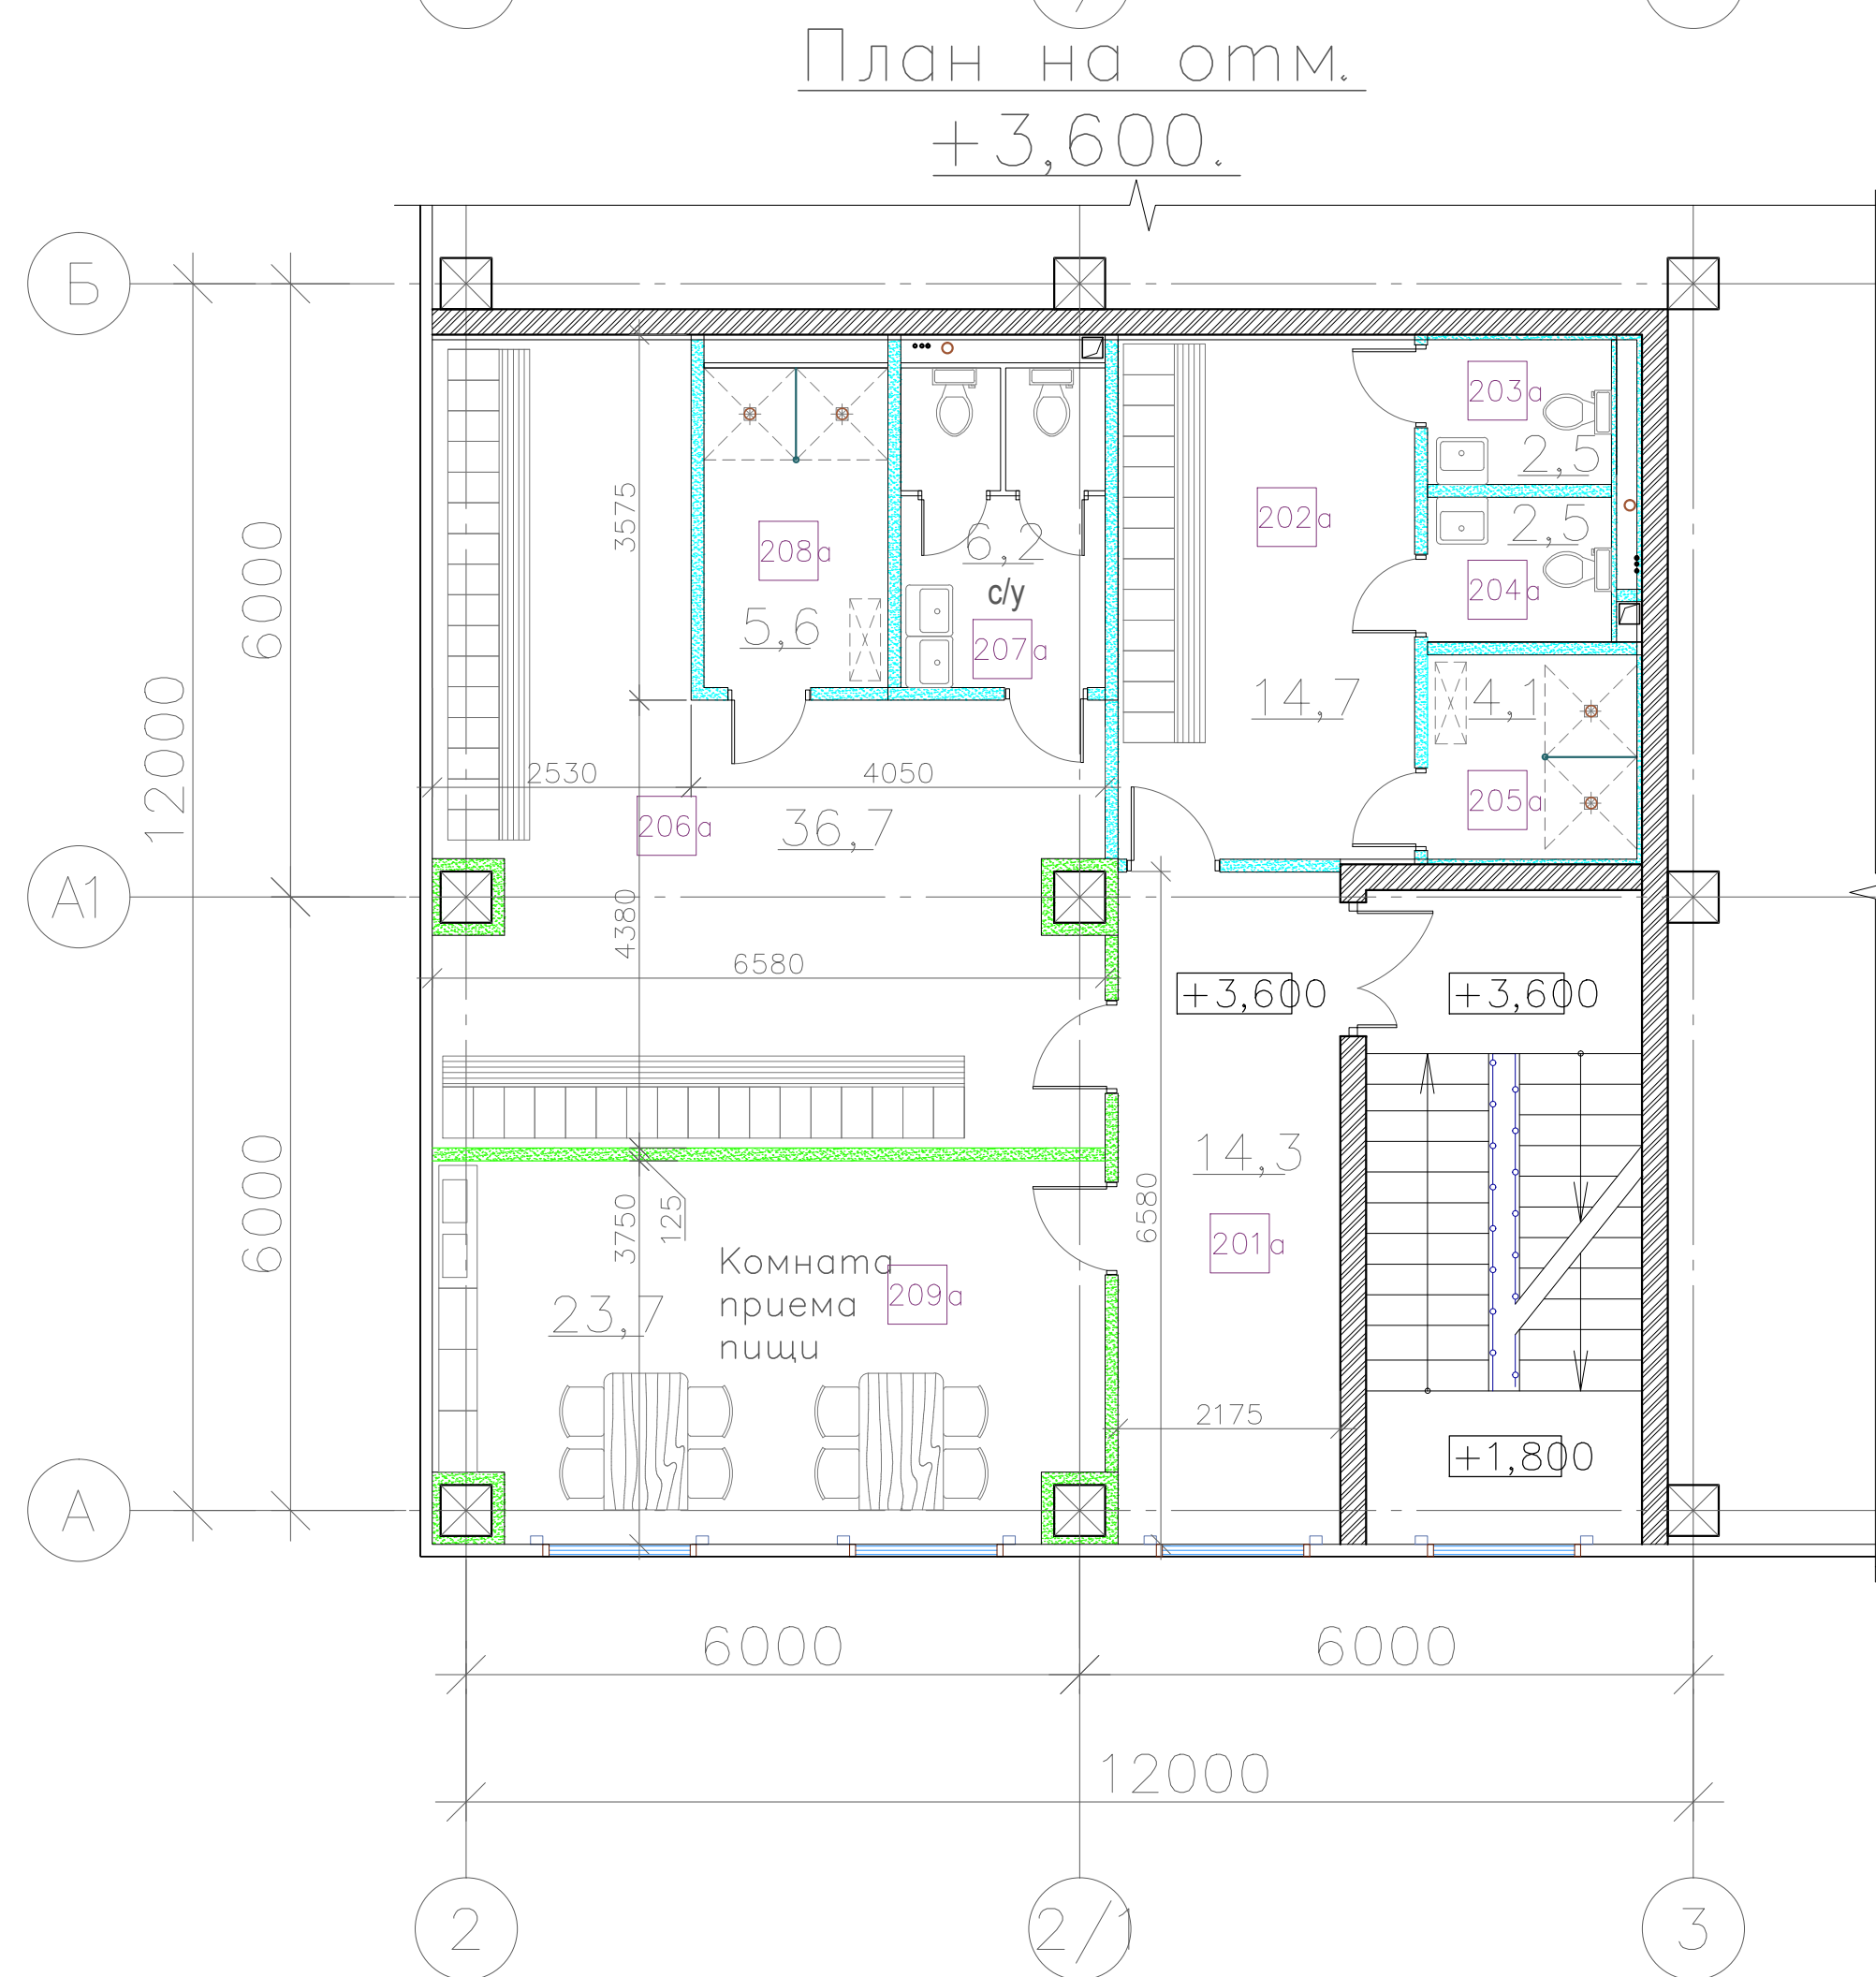 План на отм.
+3,600.
Б
203а
2,5
3575
202а
2,5
6,2
208а
с/у
204а
6000
5,6
207а
14,7
4,1
12000
2530
4050
205а
206а
36,7
А1
4380
6580
+3,600
+3,600
14,3
6000
3750
125
6580
201а
Комната
приема
пищи
209а
23,7
2175
+1,800
А
6000
6000
12000
2
2/1
3